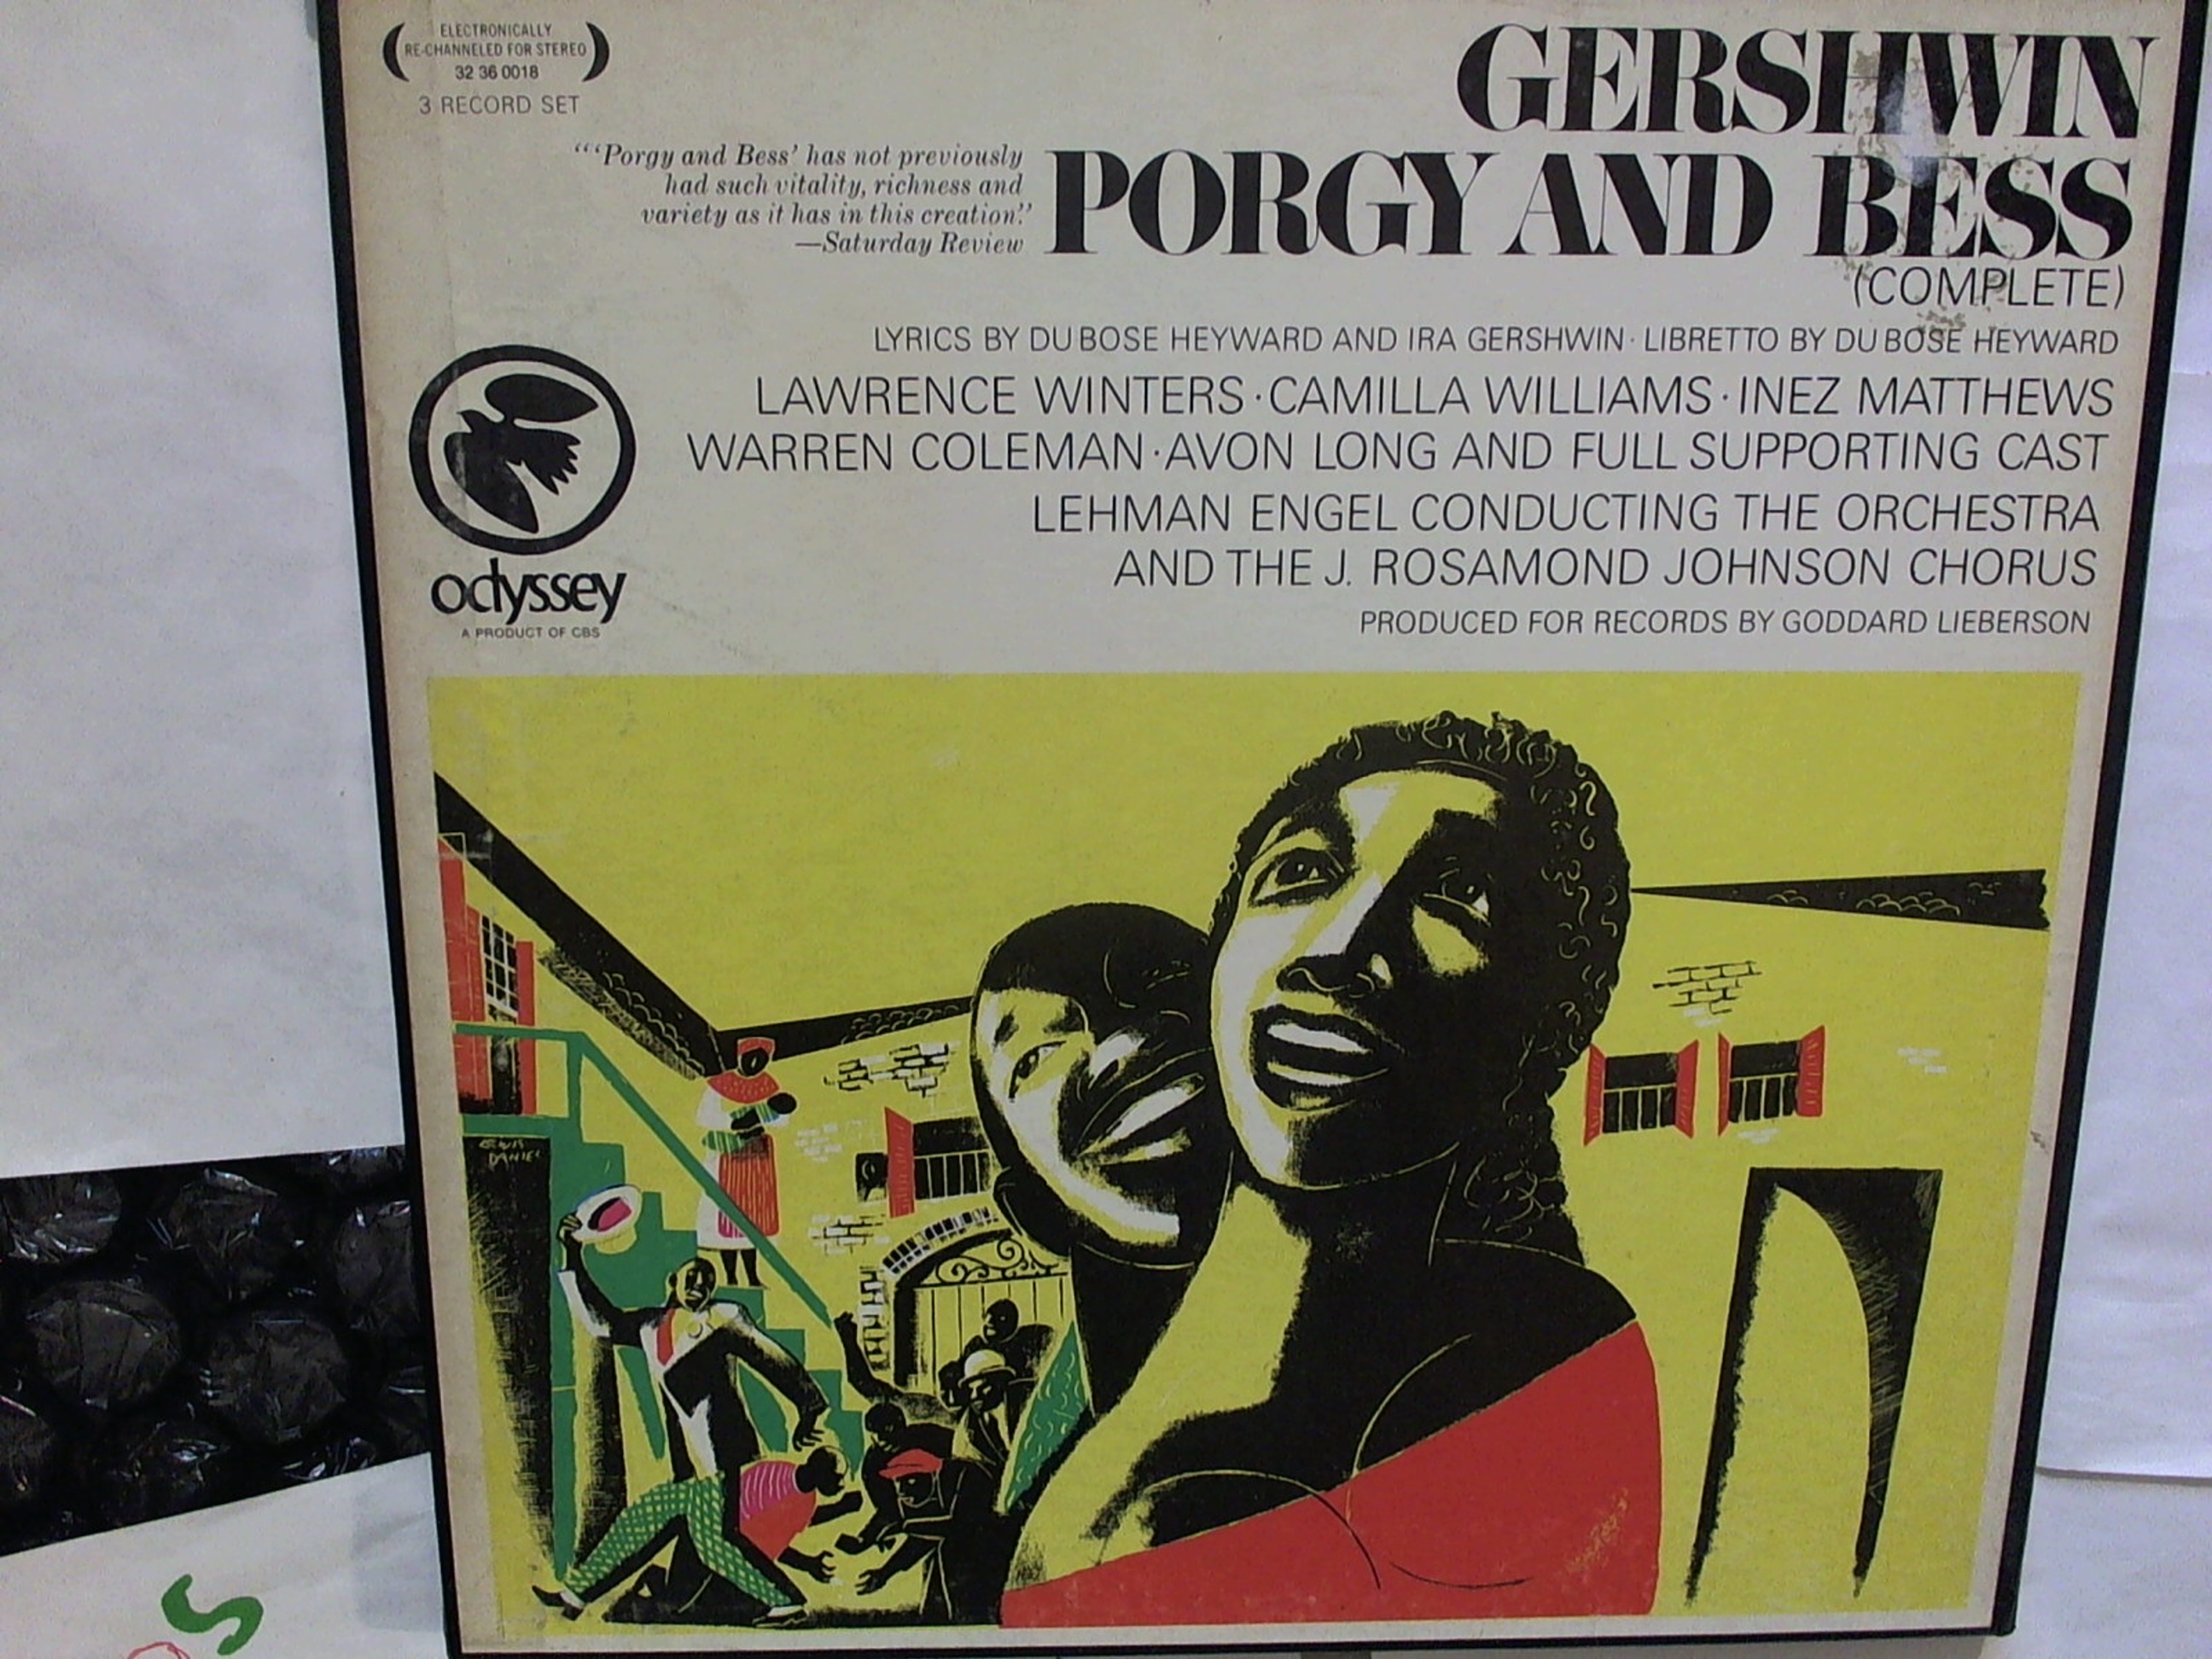 ELECTRONICALLY
RE-CHANNELED FOR STEREO
32 36 0018
3 RECORD SET
GERSHWIN
PORGY AND BESS
(COMPLETE)
"'Porgy and Bess' has not previously
had such vitality, richness and
variety as it has in this creation."
—Saturday Review
LYRICS BY DU BOSE HEYWARD AND IRA GERSHWIN · LIBRETTO BY DU BOSE HEYWARD
LAWRENCE WINTERS · CAMILLA WILLIAMS · INEZ MATTHEWS
WARREN COLEMAN · AVON LONG AND FULL SUPPORTING CAST
LEHMAN ENGEL CONDUCTING THE ORCHESTRA
AND THE J. ROSAMOND JOHNSON CHORUS
PRODUCED FOR RECORDS BY GODDARD LIEBERSON
odyssey
A PRODUCT OF CBS
DANIEL
S